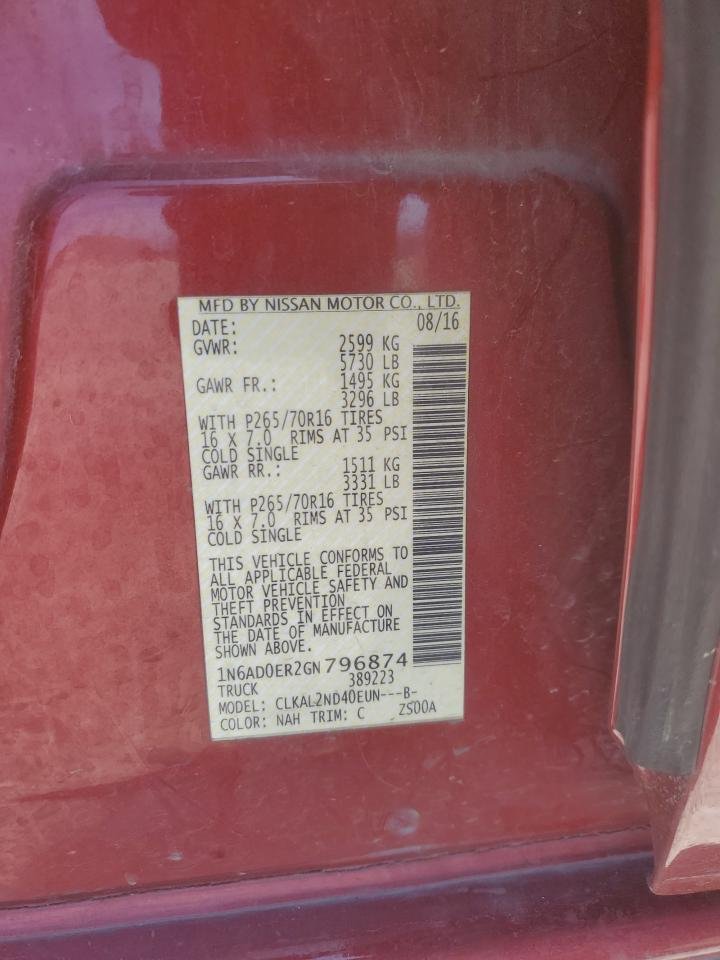 MFD BY NISSAN MOTOR CO., LTD.
DATE: 08/16
GVWR: 2599 KG
5730 LB
GAWR FR.: 1495 KG
3296 LB
WITH P265/70R16 TIRES
16 X 7.0 RIMS AT 35 PSI
COLD SINGLE
GAWR RR.: 1511 KG
3331 LB
WITH P265/70R16 TIRES
16 X 7.0 RIMS AT 35 PSI
COLD SINGLE
THIS VEHICLE CONFORMS TO
ALL APPLICABLE FEDERAL
MOTOR VEHICLE SAFETY AND
THEFT PREVENTION
STANDARDS IN EFFECT ON
THE DATE OF MANUFACTURE
SHOWN ABOVE.
1N6AD0ER2GN796874
TRUCK 389223
MODEL: CLKAL2ND40EUN---B-
COLOR: NAH TRIM: C ZS00A